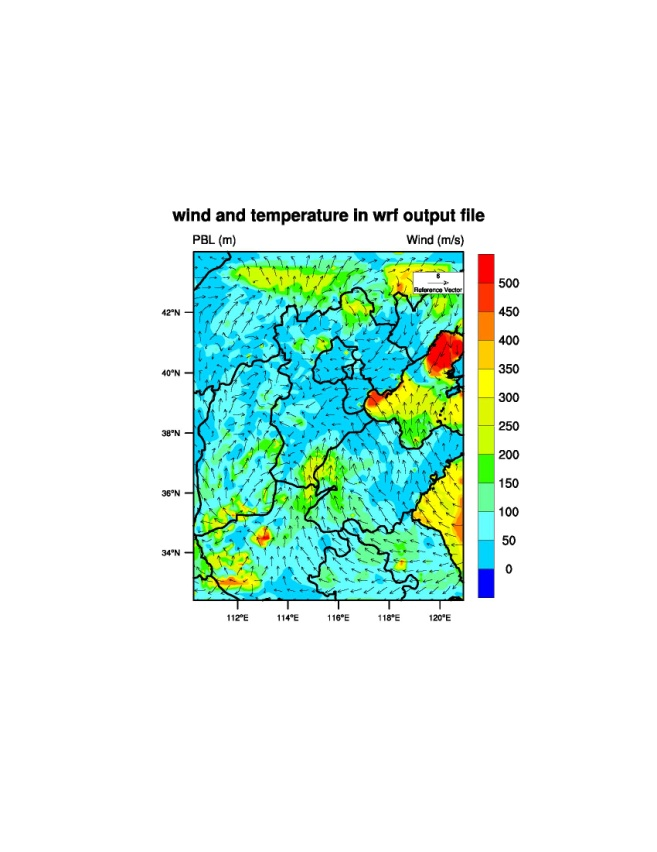 wind and temperature in wrf output file
PBL (m) Wind (m/s)
6
Reference Vector
42°N
40°N
38°N
36°N
34°N
112°E 114°E 116°E 118°E 120°E
500
450
400
350
300
250
200
150
100
50
0